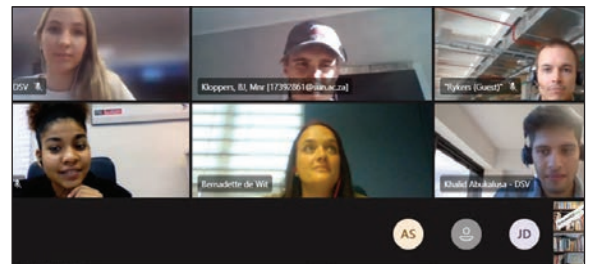 DSV
Kloppers, BJ, Mnr [17392861@sun.ac.za]
"Rykers (Guest)"
Bernadette de Wit
Khalid Abukalusa - DSV
AS
JD